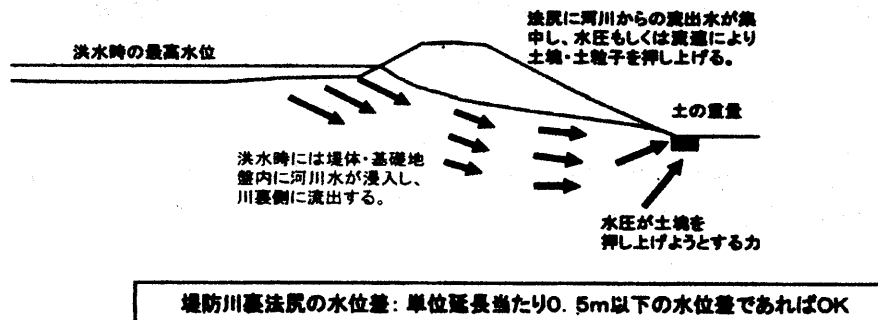 法尻に河川からの流出水が集
中し、水圧もしくは流速により
土塊・土粒子を押し上げる。
洪水時の最高水位
土の重量
洪水時には堤体・基礎地
盤内に河川水が浸入し、
川裏側に流出する。
水圧が土塊を
押し上げようとする力
堤防川裏法尻の水位差：単位延長当たり0．5m以下の水位差であればOK